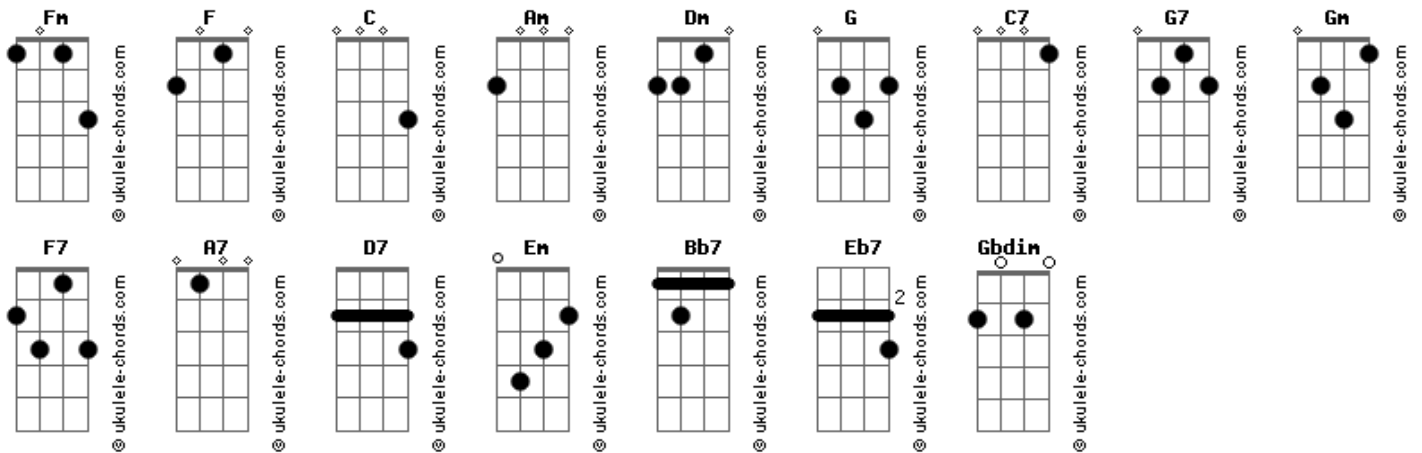 Fm F C Am Dm G C7 G7 Gm
© ukulele-chords.com © ukulele-chords.com © ukulele-chords.com © ukulele-chords.com © ukulele-chords.com © ukulele-chords.com © ukulele-chords.com © ukulele-chords.com © ukulele-chords.com
F7 A7 D7 Em Bb7 Eb7 Gbdim
2
© ukulele-chords.com © ukulele-chords.com © ukulele-chords.com © ukulele-chords.com © ukulele-chords.com © ukulele-chords.com © ukulele-chords.com